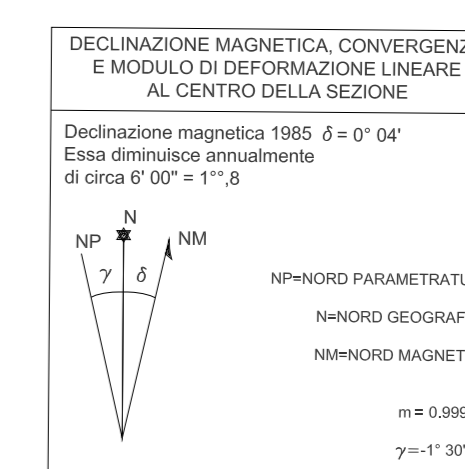 DECLINAZIONE MAGNETICA, CONVERGENZ
E MODULO DI DEFORMAZIONE LINEARE
AL CENTRO DELLA SEZIONE
Declinazione magnetica 1985 δ = 0° 04'
Essa diminuisce annualmente
di circa 6' 00" = 1°°,8
N
NP NM
γ δ
NP=NORD PARAMETRATU
N=NORD GEOGRAF
NM=NORD MAGNET
m = 0.999
γ=-1° 30'